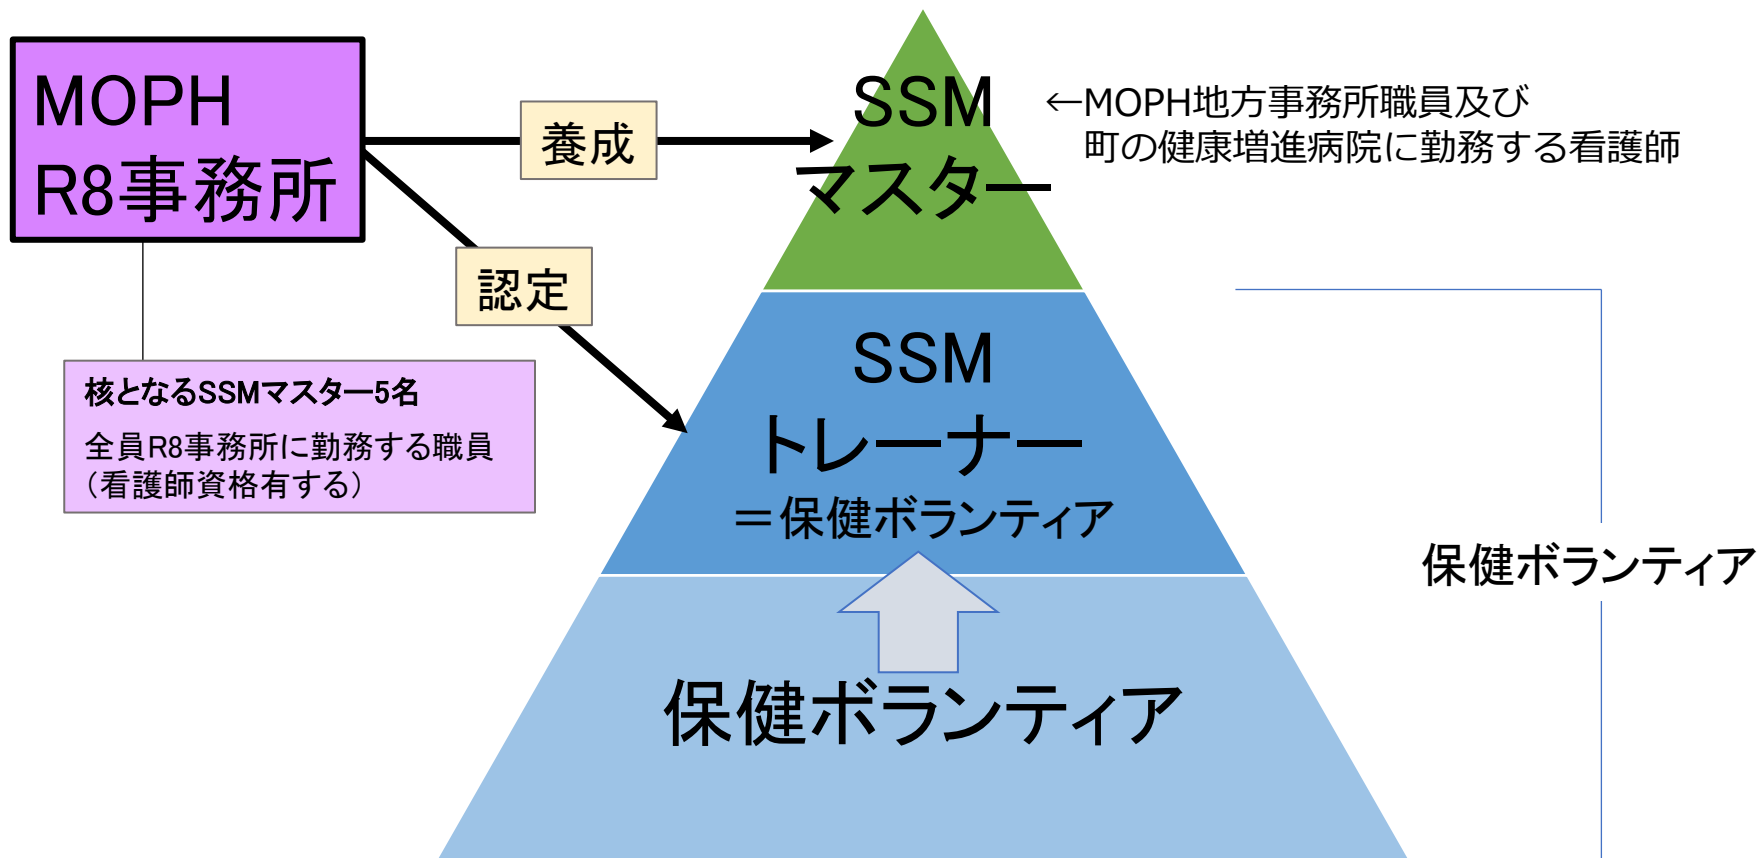 MOPH
R8事務所
養成
認定
核となるSSMマスター5名
全員R8事務所に勤務する職員
（看護師資格有する）
SSM
マスター
←MOPH地方事務所職員及び
町の健康増進病院に勤務する看護師
SSM
トレーナー
＝保健ボランティア
保健ボランティア
保健ボランティア